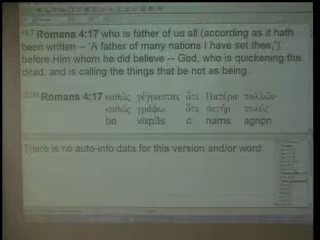 YLT Romans 4:17 who is father of us all (according as it hath
been written -- 'A father of many nations I have set thee,')
before Him whom he did believe -- God, who is quickening the
dead, and is calling the things that be not as being.
Romans 4:17 καθὼς γέγραπται ὅτι Πατέρα πολλῶν
καθώς γράφω ὅτι πατήρ πολύς
bo vixp3s c nams agnpn
There is no auto-info data for this version and/or word.